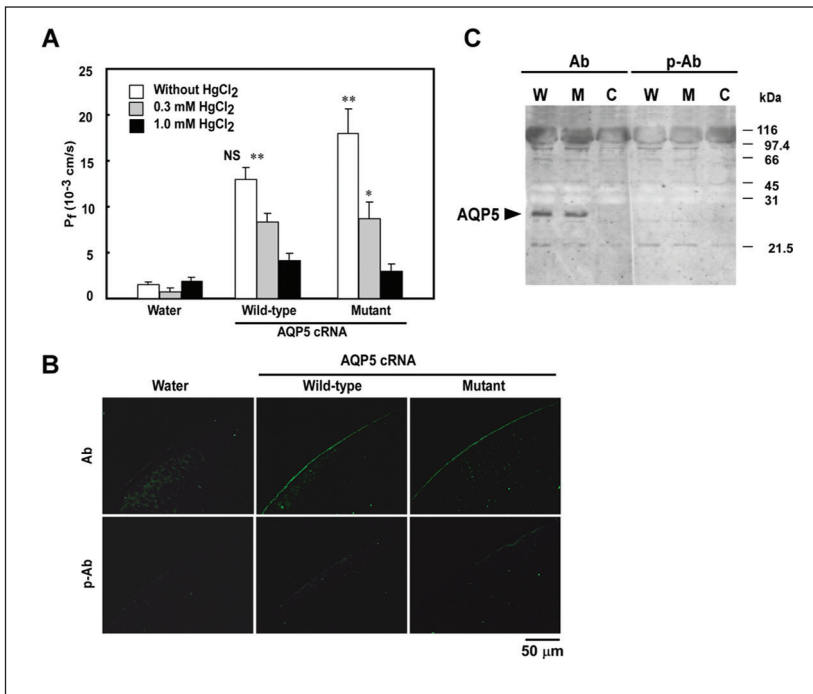 A
Pf (10-3 cm/s)
25
20
15
10
5
0
Without HgCl2
0.3 mM HgCl2
1.0 mM HgCl2
NS **
**
*
Water
Wild-type
Mutant
AQP5 cRNA
C
Ab
p-Ab
W M C W M C
kDa
116
97.4
66
45
31
21.5
AQP5
B
AQP5 cRNA
Water
Wild-type
Mutant
Ab
p-Ab
50 μm